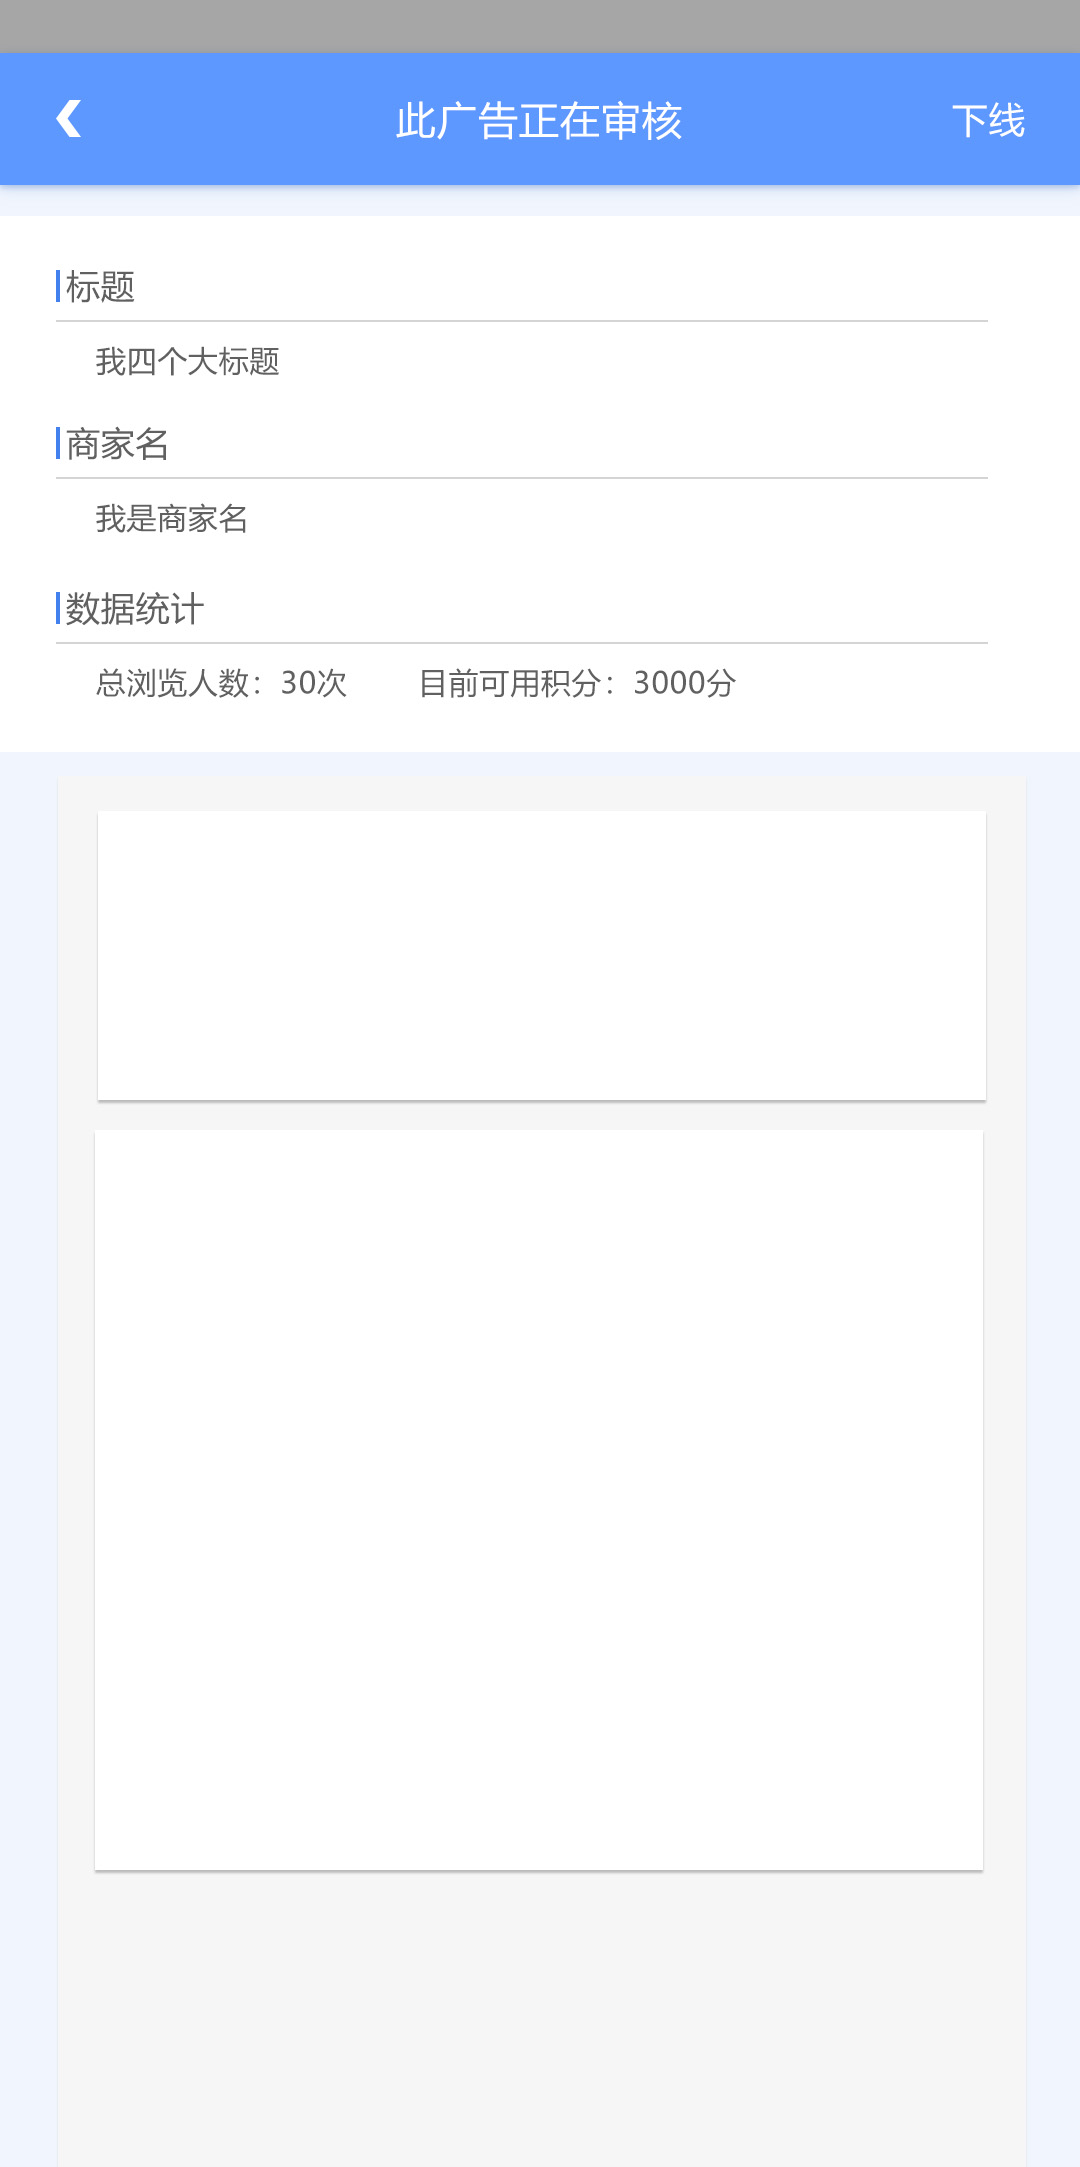 此广告正在审核 下线
标题
我四个大标题
商家名
我是商家名
数据统计
总浏览人数：30次 目前可用积分：3000分